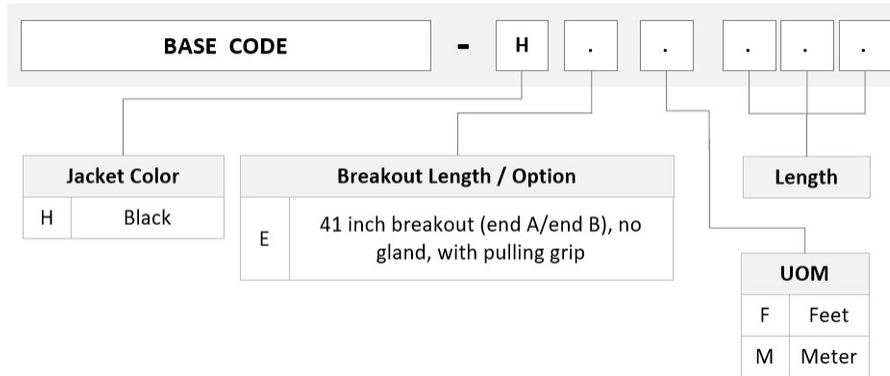 BASE CODE - H . . . . .
Jacket Color
H Black
Breakout Length / Option
E 41 inch breakout (end A/end B), no
gland, with pulling grip
Length
UOM
F Feet
M Meter